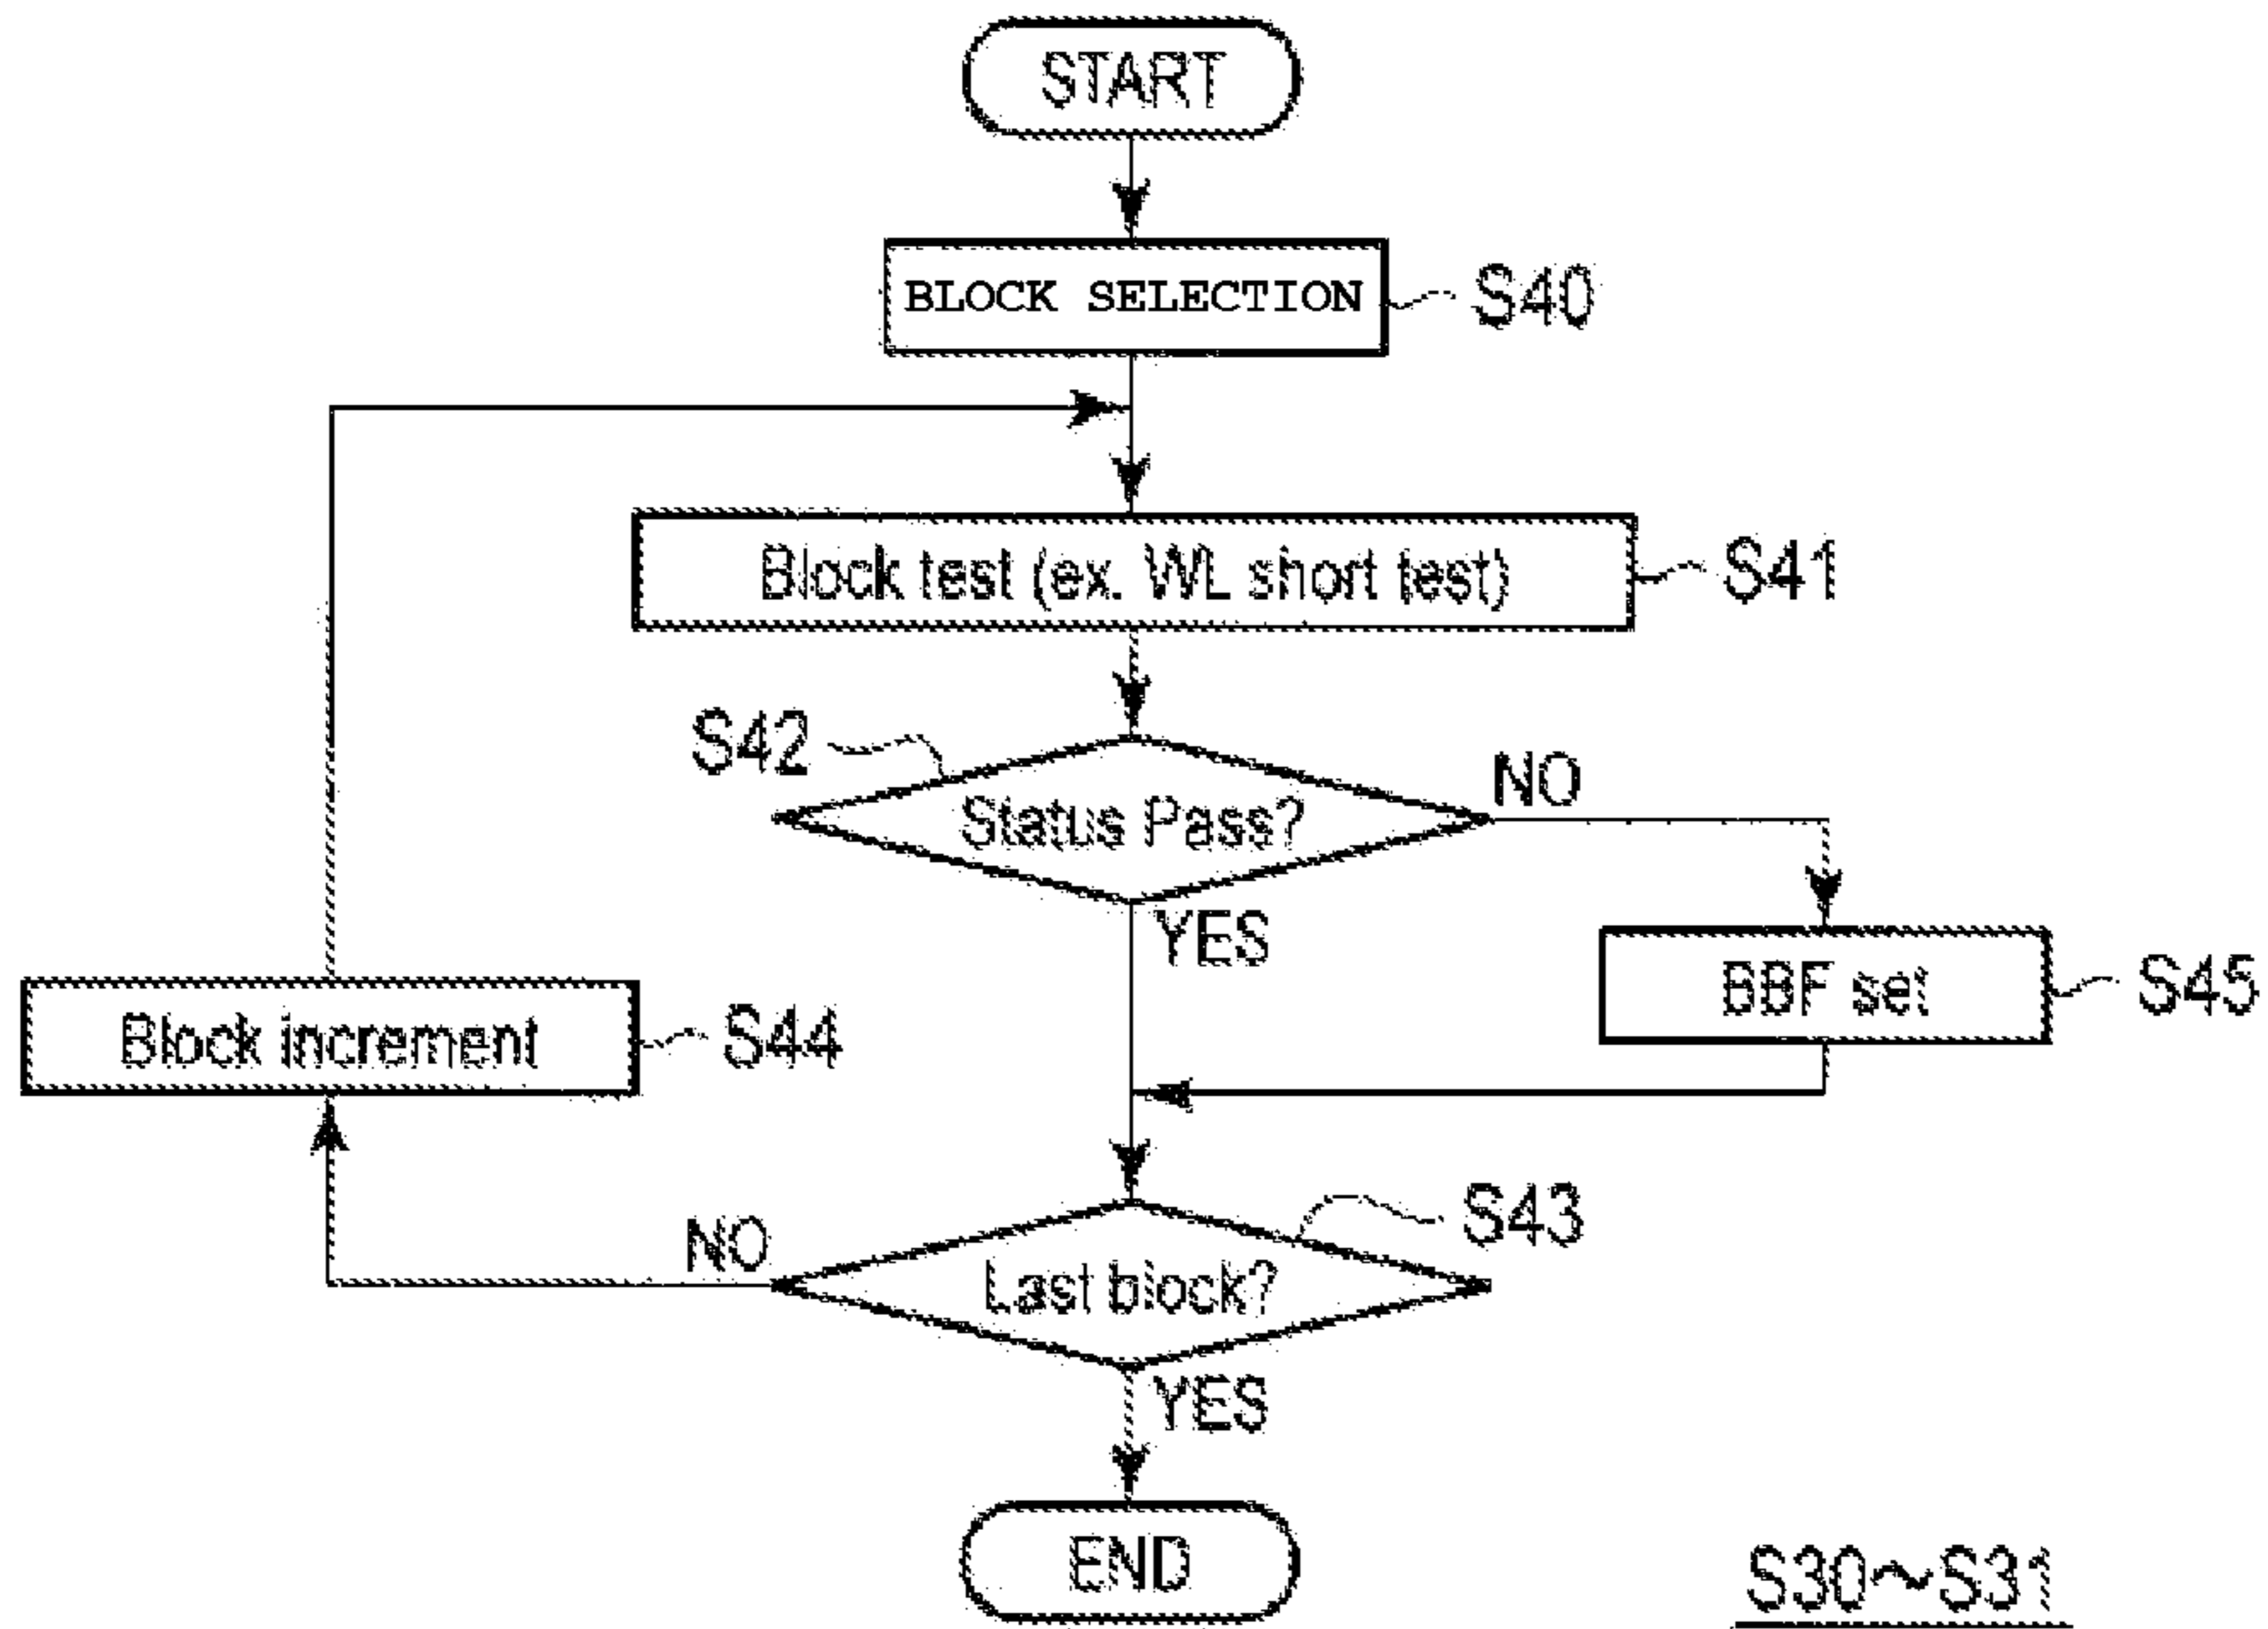 START
BLOCK SELECTION
S40
Block test (ex. WL short test)
S41
S42
Status Pass?
NO
YES
BBF set
S45
Block increment
S44
S43
NO
Last block?
YES
END
S30~S31